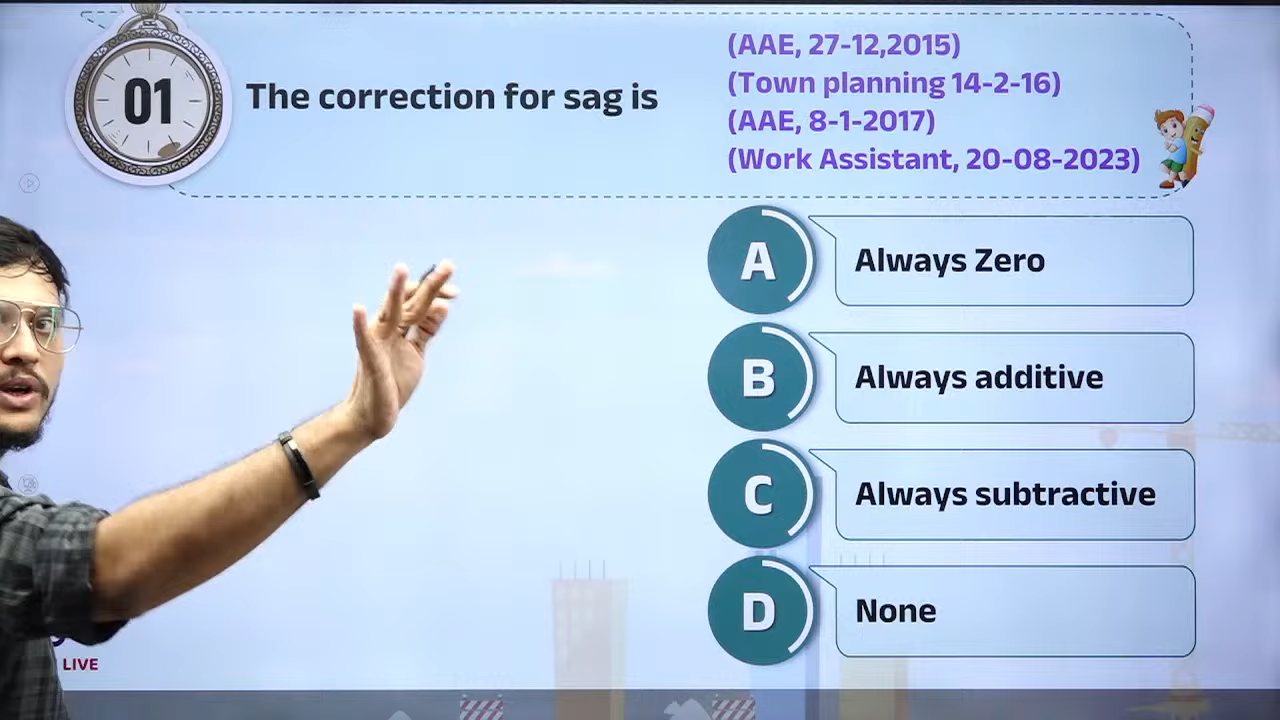 01
The correction for sag is
(AAE, 27-12,2015)
(Town planning 14-2-16)
(AAE, 8-1-2017)
(Work Assistant, 20-08-2023)
A Always Zero
B Always additive
C Always subtractive
D None
LIVE